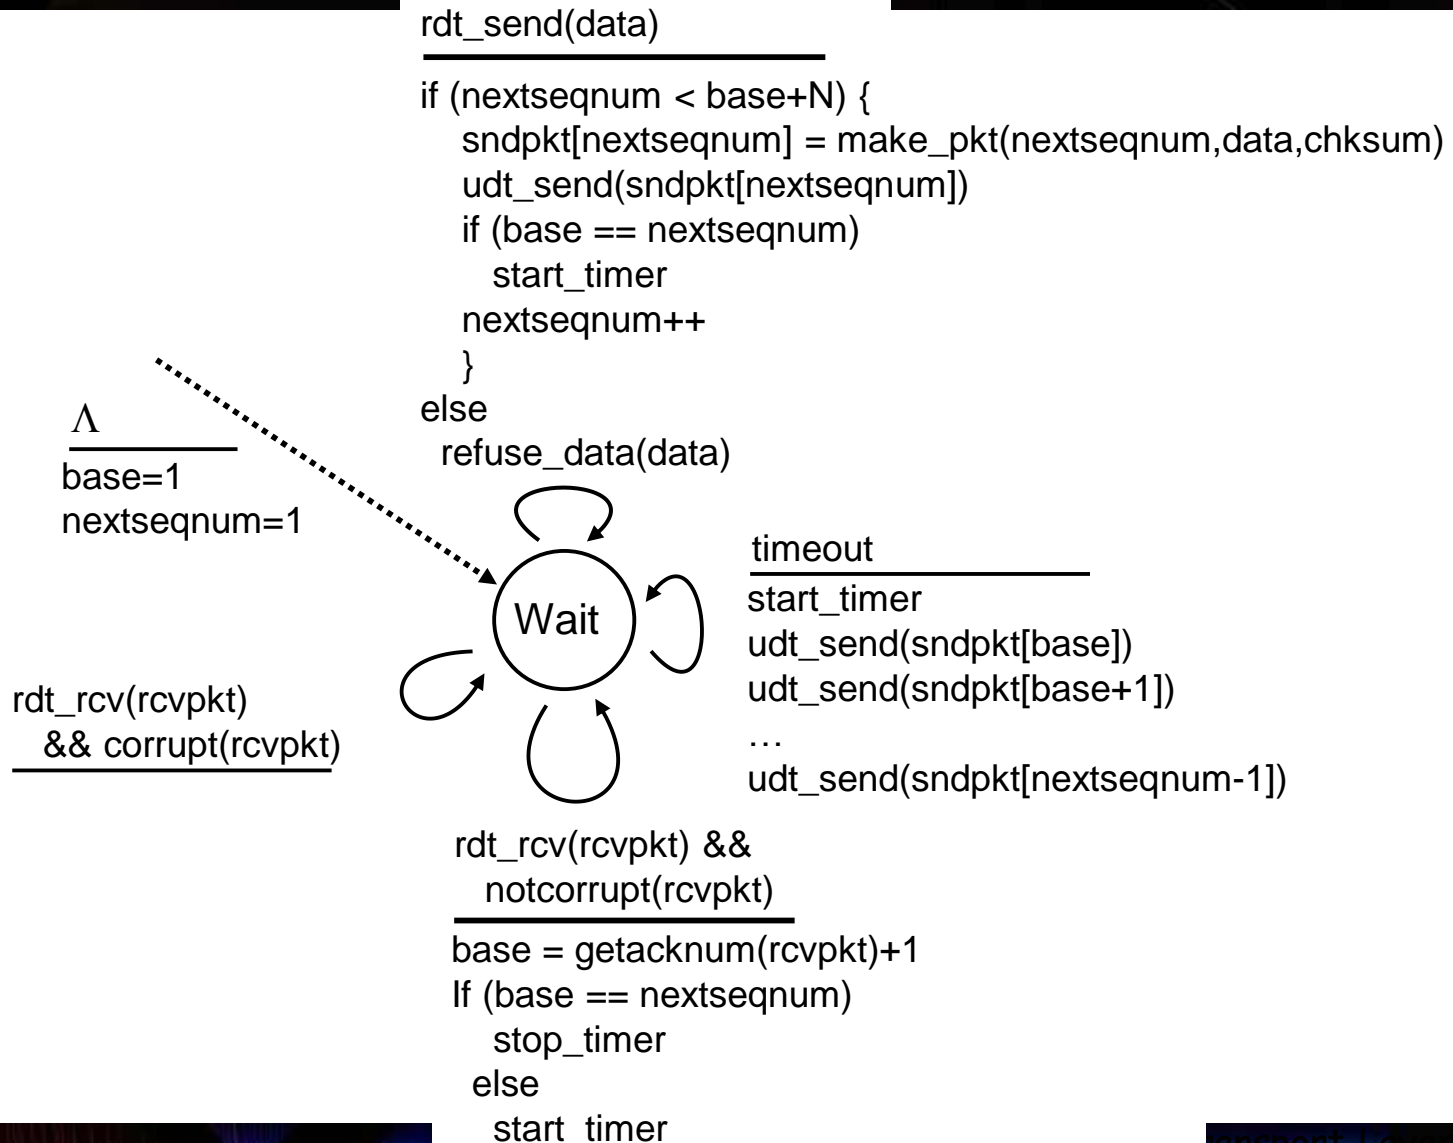 rdt_send(data)
if (nextseqnum < base+N) {
sndpkt[nextseqnum] = make_pkt(nextseqnum,data,chksum)
udt_send(sndpkt[nextseqnum])
if (base == nextseqnum)
start_timer
nextseqnum++
}
else
refuse_data(data)
Λ
base=1
nextseqnum=1
Wait
timeout
start_timer
udt_send(sndpkt[base])
udt_send(sndpkt[base+1])
…
udt_send(sndpkt[nextseqnum-1])
rdt_rcv(rcvpkt)
&& corrupt(rcvpkt)
rdt_rcv(rcvpkt) &&
notcorrupt(rcvpkt)
base = getacknum(rcvpkt)+1
If (base == nextseqnum)
stop_timer
else
start_timer